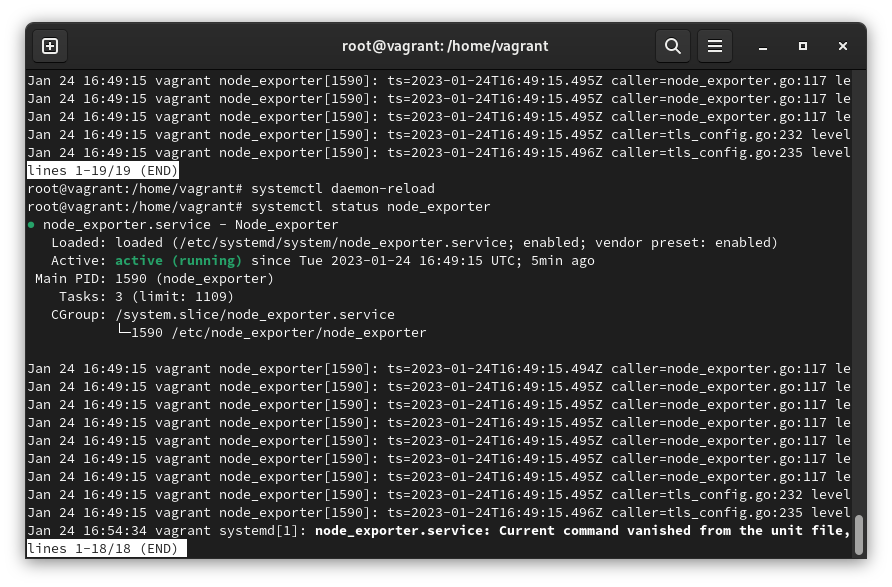 root@vagrant: /home/vagrant
Jan 24 16:49:15 vagrant node_exporter[1590]: ts=2023-01-24T16:49:15.495Z caller=node_exporter.go:117 le
Jan 24 16:49:15 vagrant node_exporter[1590]: ts=2023-01-24T16:49:15.495Z caller=node_exporter.go:117 le
Jan 24 16:49:15 vagrant node_exporter[1590]: ts=2023-01-24T16:49:15.495Z caller=node_exporter.go:117 le
Jan 24 16:49:15 vagrant node_exporter[1590]: ts=2023-01-24T16:49:15.495Z caller=tls_config.go:232 level
Jan 24 16:49:15 vagrant node_exporter[1590]: ts=2023-01-24T16:49:15.496Z caller=tls_config.go:235 level
lines 1-19/19 (END)
root@vagrant:/home/vagrant# systemctl daemon-reload
root@vagrant:/home/vagrant# systemctl status node_exporter
● node_exporter.service - Node_exporter
Loaded: loaded (/etc/systemd/system/node_exporter.service; enabled; vendor preset: enabled)
Active: active (running) since Tue 2023-01-24 16:49:15 UTC; 5min ago
Main PID: 1590 (node_exporter)
Tasks: 3 (limit: 1109)
CGroup: /system.slice/node_exporter.service
└─1590 /etc/node_exporter/node_exporter
Jan 24 16:49:15 vagrant node_exporter[1590]: ts=2023-01-24T16:49:15.494Z caller=node_exporter.go:117 le
Jan 24 16:49:15 vagrant node_exporter[1590]: ts=2023-01-24T16:49:15.495Z caller=node_exporter.go:117 le
Jan 24 16:49:15 vagrant node_exporter[1590]: ts=2023-01-24T16:49:15.495Z caller=node_exporter.go:117 le
Jan 24 16:49:15 vagrant node_exporter[1590]: ts=2023-01-24T16:49:15.495Z caller=node_exporter.go:117 le
Jan 24 16:49:15 vagrant node_exporter[1590]: ts=2023-01-24T16:49:15.495Z caller=node_exporter.go:117 le
Jan 24 16:49:15 vagrant node_exporter[1590]: ts=2023-01-24T16:49:15.495Z caller=node_exporter.go:117 le
Jan 24 16:49:15 vagrant node_exporter[1590]: ts=2023-01-24T16:49:15.495Z caller=node_exporter.go:117 le
Jan 24 16:49:15 vagrant node_exporter[1590]: ts=2023-01-24T16:49:15.495Z caller=tls_config.go:232 level
Jan 24 16:49:15 vagrant node_exporter[1590]: ts=2023-01-24T16:49:15.496Z caller=tls_config.go:235 level
Jan 24 16:54:34 vagrant systemd[1]: node_exporter.service: Current command vanished from the unit file,
lines 1-18/18 (END)